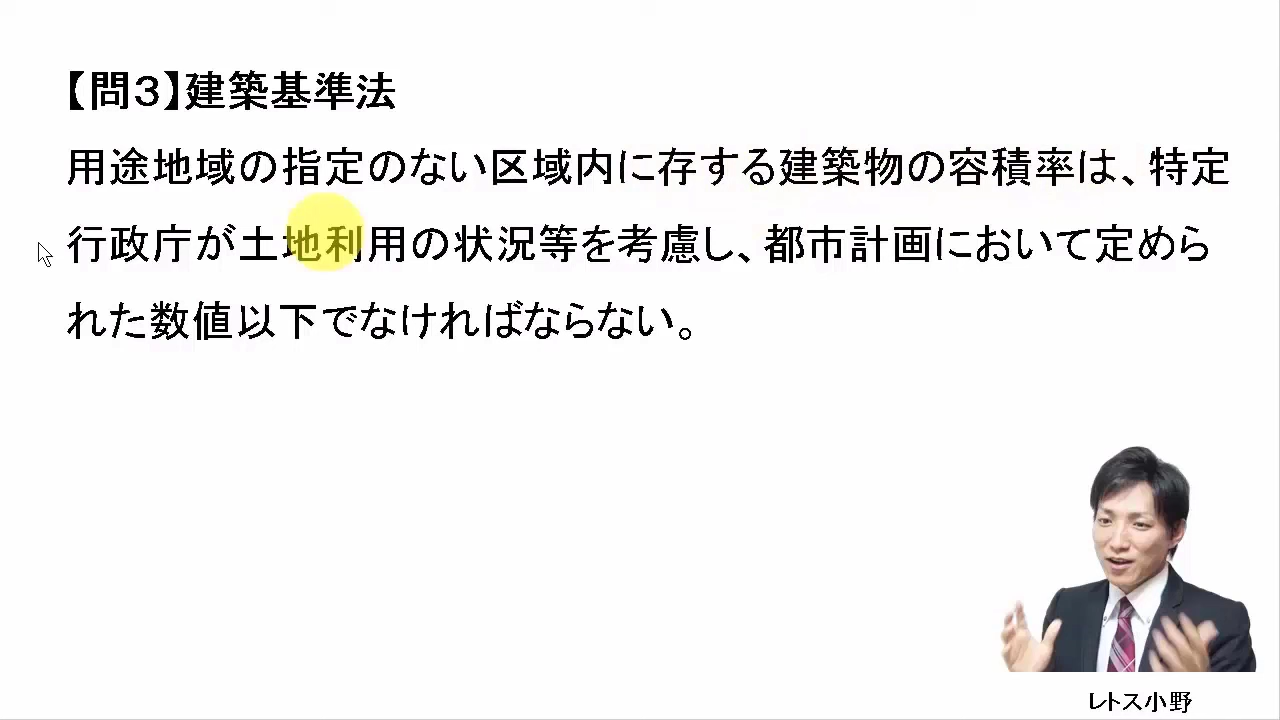 【問3】建築基準法
用途地域の指定のない区域内に存する建築物の容積率は、特定
行政庁が土地利用の状況等を考慮し、都市計画において定めら
れた数値以下でなければならない。
レトス小野